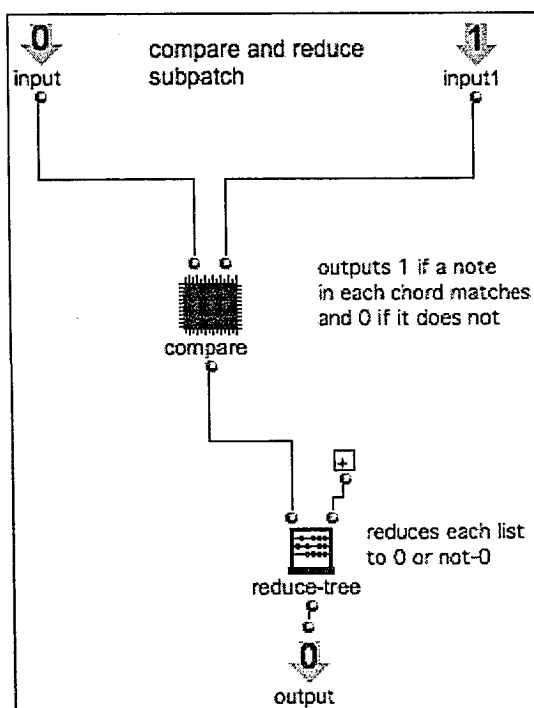 0
compare and reduce
subpatch
1
input
input1
outputs 1 if a note
in each chord matches
and 0 if it does not
compare
+
reduces each list
to 0 or not-0
reduce-tree
0
output